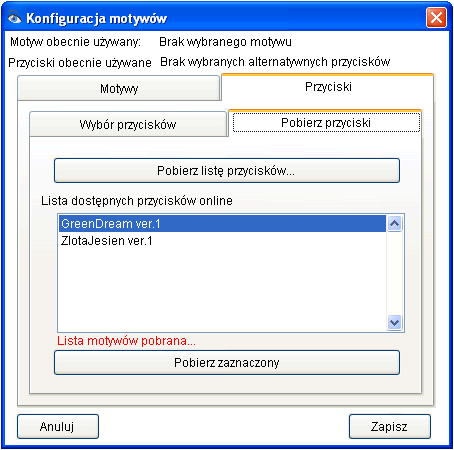 Konfiguracja motywów
Motyw obecnie używany: Brak wybranego motywu
Przyciski obecnie używane Brak wybranych alternatywnych przycisków
Motywy Przyciski
Wybór przycisków Pobierz przyciski
Pobierz listę przycisków...
Lista dostępnych przycisków online
GreenDream ver.1
ZlotaJesien ver.1
Lista motywów pobrana...
Pobierz zaznaczony
Anuluj Zapisz